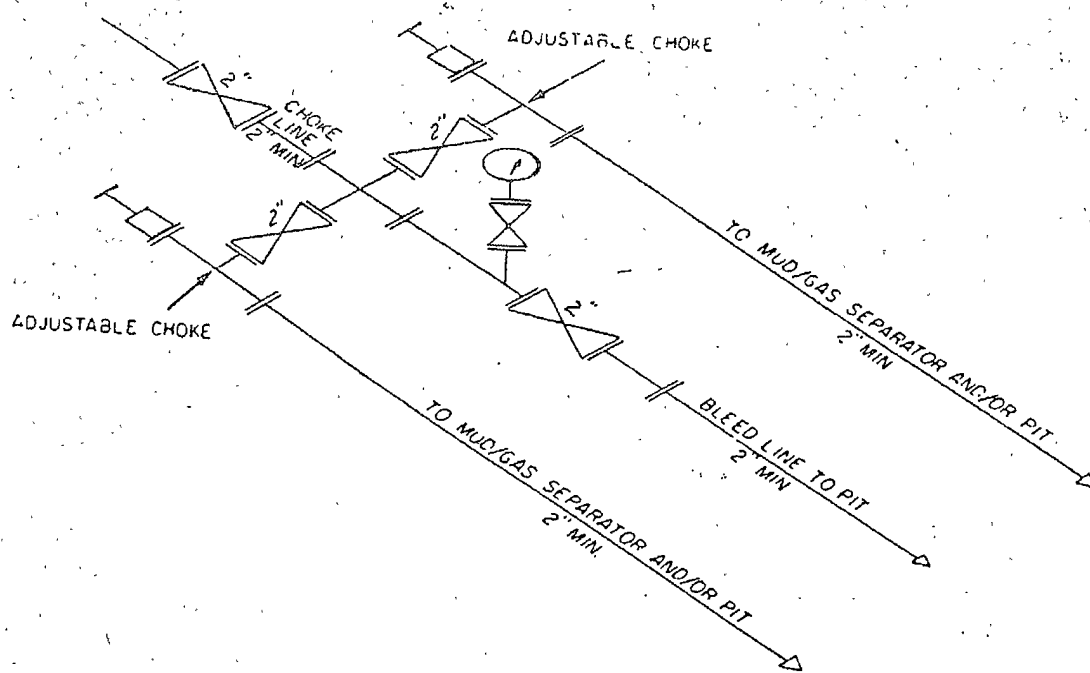 ADJUSTABLE CHOKE
2"
CHOKE
LINE
2" MIN
2"
2"
ADJUSTABLE CHOKE
2"
TO MUD/GAS SEPARATOR AND/OR PIT
2" MIN
BLEED LINE TO PIT
2" MIN
TO MUD/GAS SEPARATOR AND/OR PIT
2" MIN.